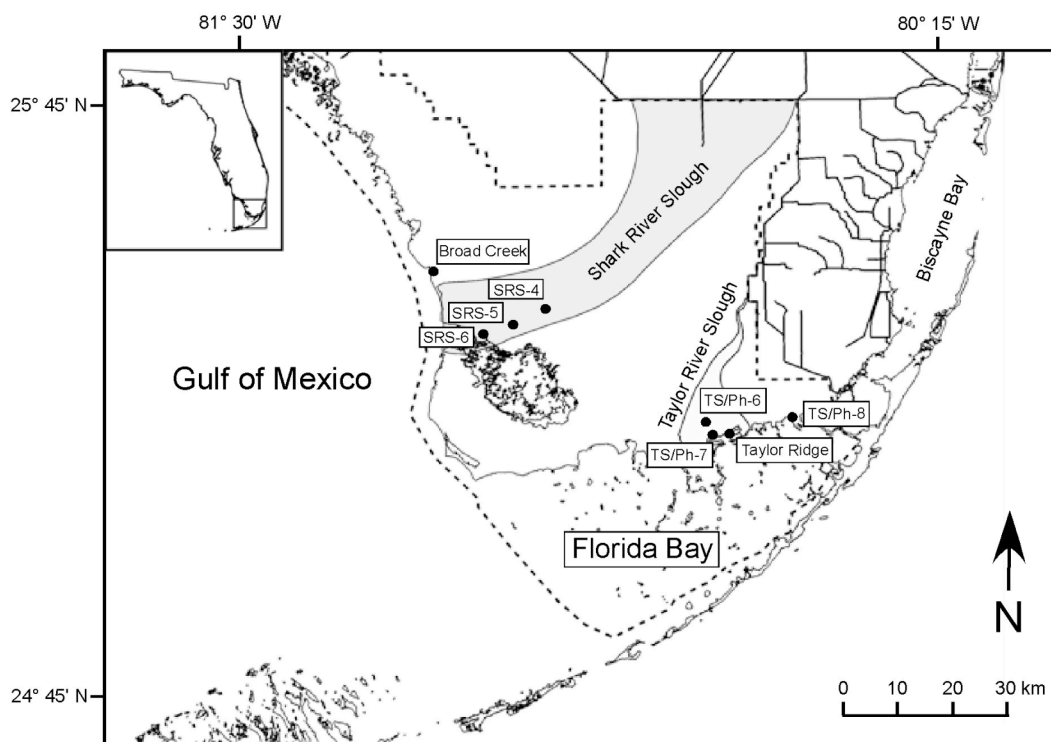 81° 30' W
80° 15' W
25° 45' N
Shark River Slough
Biscayne Bay
Broad Creek
SRS-4
SRS-5
SRS-6
Taylor River Slough
Gulf of Mexico
TS/Ph-6
TS/Ph-8
TS/Ph-7
Taylor Ridge
Florida Bay
N
24° 45' N
0 10 20 30 km